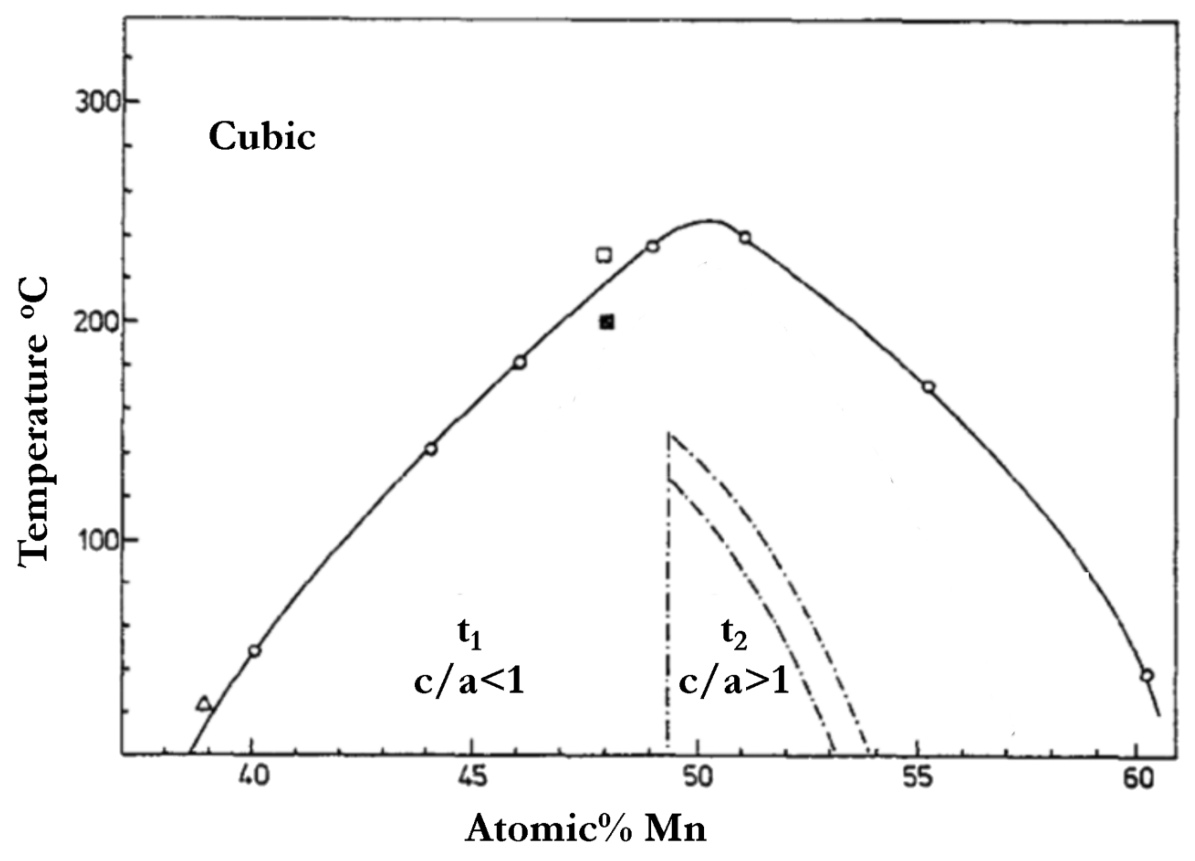 300
Cubic
200
100
Temperature °C
t1
c/a<1
t2
c/a>1
40
45
50
55
60
Atomic% Mn